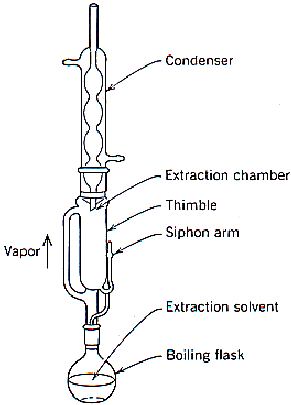 Condenser
Extraction chamber
Thimble
Siphon arm
Vapor
Extraction solvent
Boiling flask